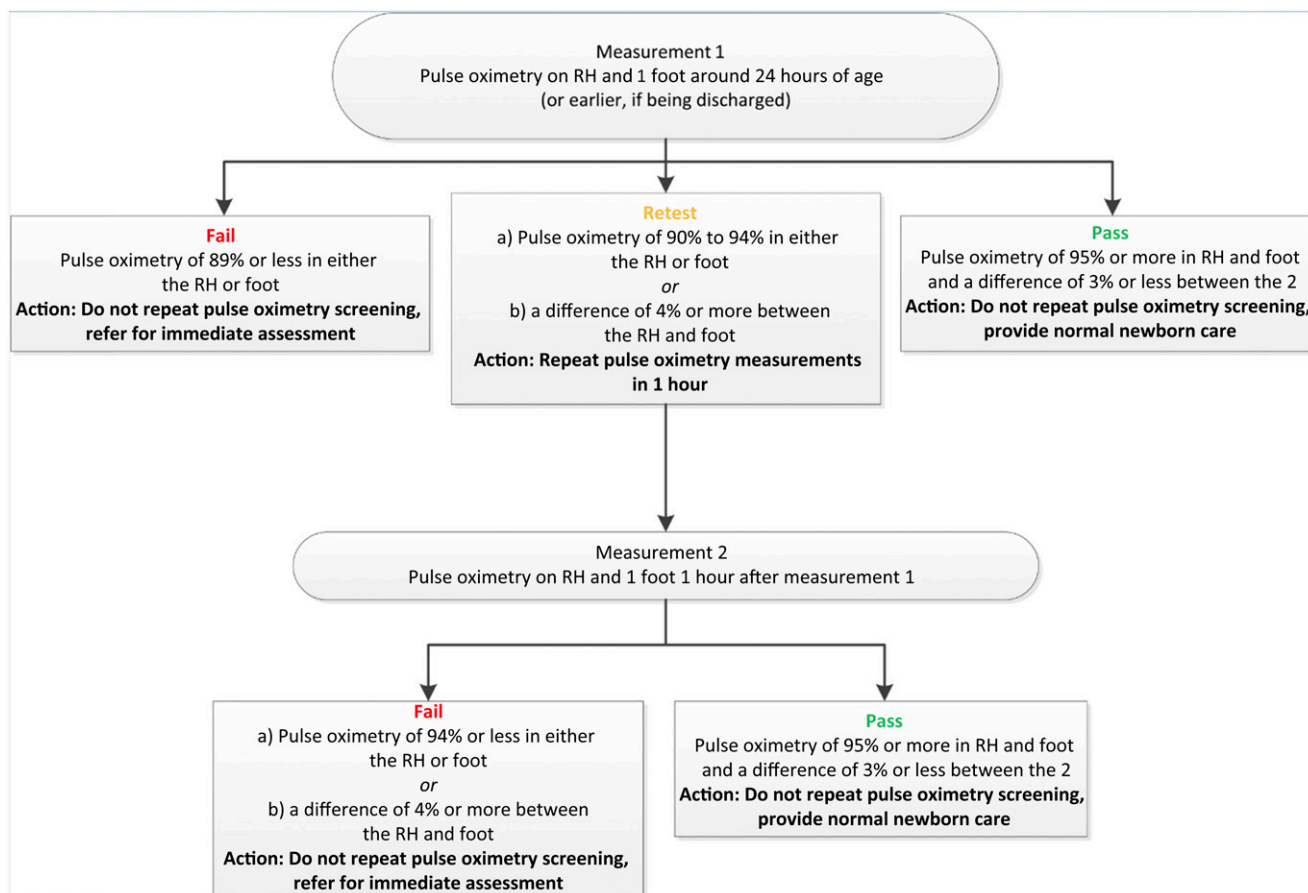 Measurement 1
Pulse oximetry on RH and 1 foot around 24 hours of age
(or earlier, if being discharged)
Fail
Pulse oximetry of 89% or less in either
the RH or foot
Action: Do not repeat pulse oximetry screening,
refer for immediate assessment
Retest
a) Pulse oximetry of 90% to 94% in either
the RH or foot
or
b) a difference of 4% or more between
the RH and foot
Action: Repeat pulse oximetry measurements
in 1 hour
Pass
Pulse oximetry of 95% or more in RH and foot
and a difference of 3% or less between the 2
Action: Do not repeat pulse oximetry screening,
provide normal newborn care
Measurement 2
Pulse oximetry on RH and 1 foot 1 hour after measurement 1
Fail
a) Pulse oximetry of 94% or less in either
the RH or foot
or
b) a difference of 4% or more between
the RH and foot
Action: Do not repeat pulse oximetry screening,
refer for immediate assessment
Pass
Pulse oximetry of 95% or more in RH and foot
and a difference of 3% or less between the 2
Action: Do not repeat pulse oximetry screening,
provide normal newborn care